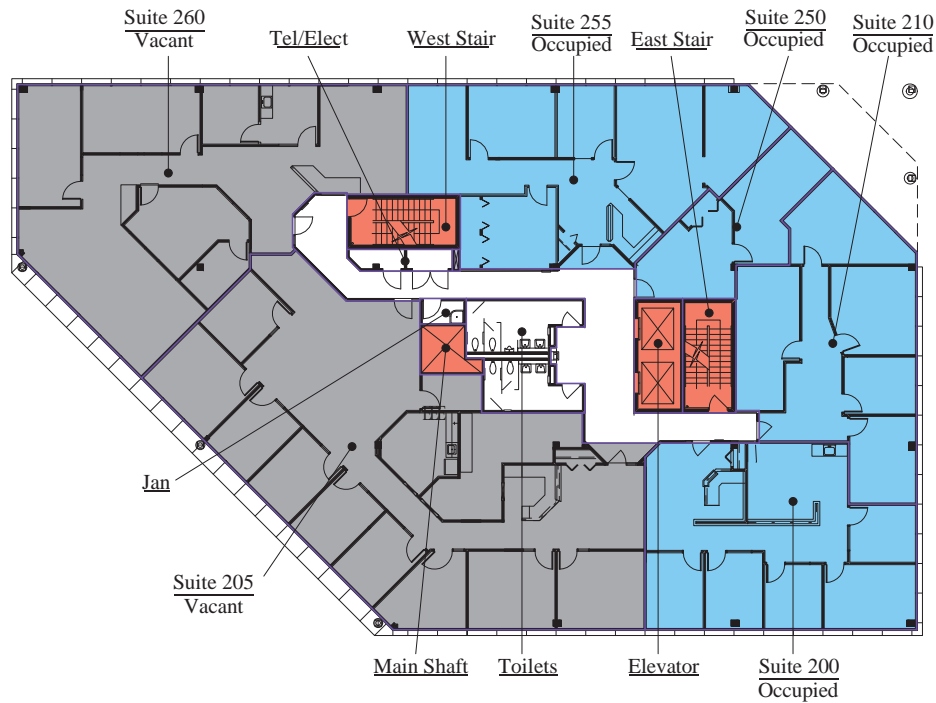 Suite 260
Vacant
Tel/Elect
West Stair
Suite 255
Occupied
East Stair
Suite 250
Occupied
Suite 210
Occupied
Jan
Suite 205
Vacant
Main Shaft
Toilets
Elevator
Suite 200
Occupied